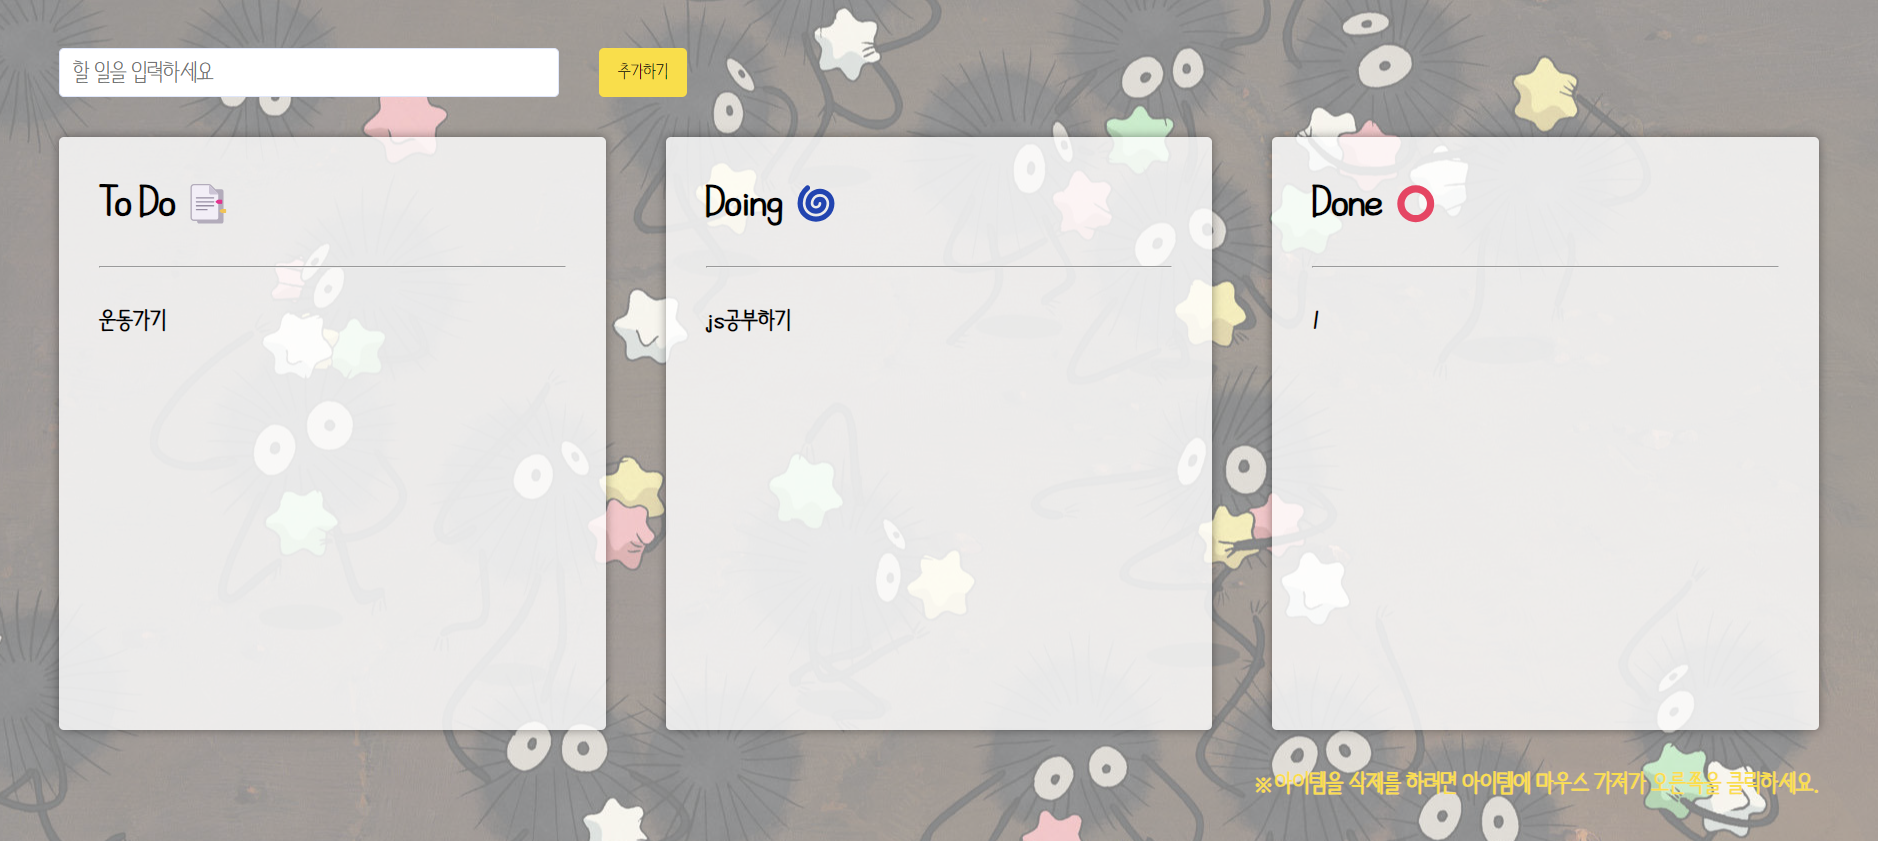 할 일을 입력하세요
추가하기
To Do
Doing
Done
운동가기
js공부하기
/
※아이템을 삭제를 하려면 아이템에 마우스 가져가 오른쪽을 클릭하세요.